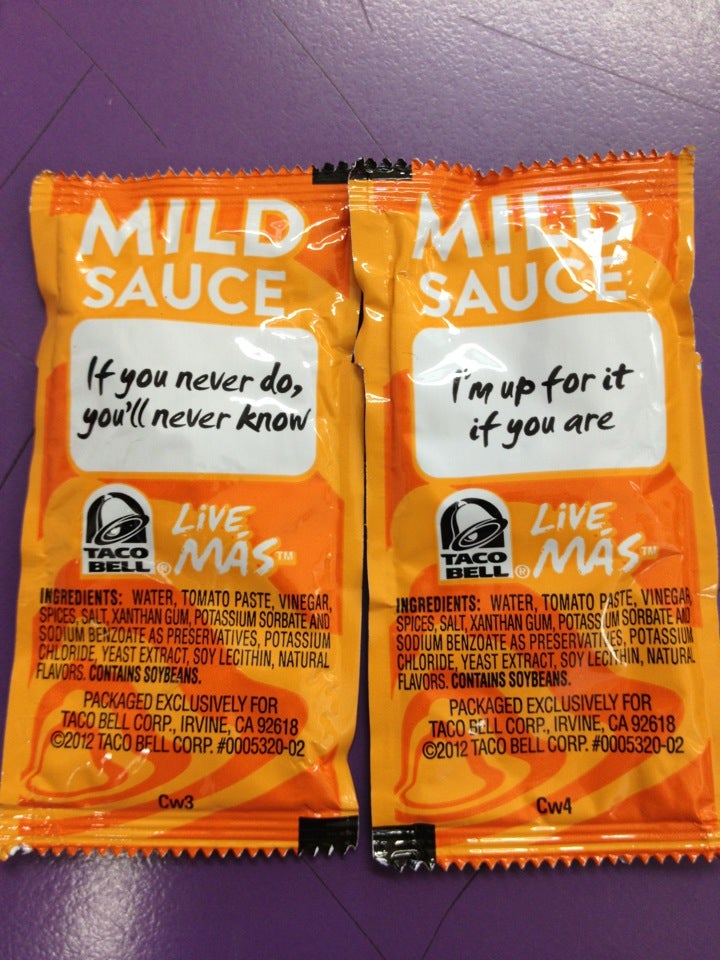 MILD
SAUCE
If you never do,
you'll never know
TACO
BELL®
LIVE
MÁS™
INGREDIENTS: WATER, TOMATO PASTE, VINEGAR,
SPICES, SALT, XANTHAN GUM, POTASSIUM SORBATE AND
SODIUM BENZOATE AS PRESERVATIVES, POTASSIUM
CHLORIDE, YEAST EXTRACT, SOY LECITHIN, NATURAL
FLAVORS. CONTAINS SOYBEANS.
PACKAGED EXCLUSIVELY FOR
TACO BELL CORP., IRVINE, CA 92618
©2012 TACO BELL CORP. #0005320-02
Cw3
MILD
SAUCE
I'm up for it
if you are
TACO
BELL®
LIVE
MÁS™
INGREDIENTS: WATER, TOMATO PASTE, VINEGAR,
SPICES, SALT, XANTHAN GUM, POTASSIUM SORBATE AND
SODIUM BENZOATE AS PRESERVATIVES, POTASSIUM
CHLORIDE, YEAST EXTRACT, SOY LECITHIN, NATURAL
FLAVORS. CONTAINS SOYBEANS.
PACKAGED EXCLUSIVELY FOR
TACO BELL CORP., IRVINE, CA 92618
©2012 TACO BELL CORP. #0005320-02
Cw4